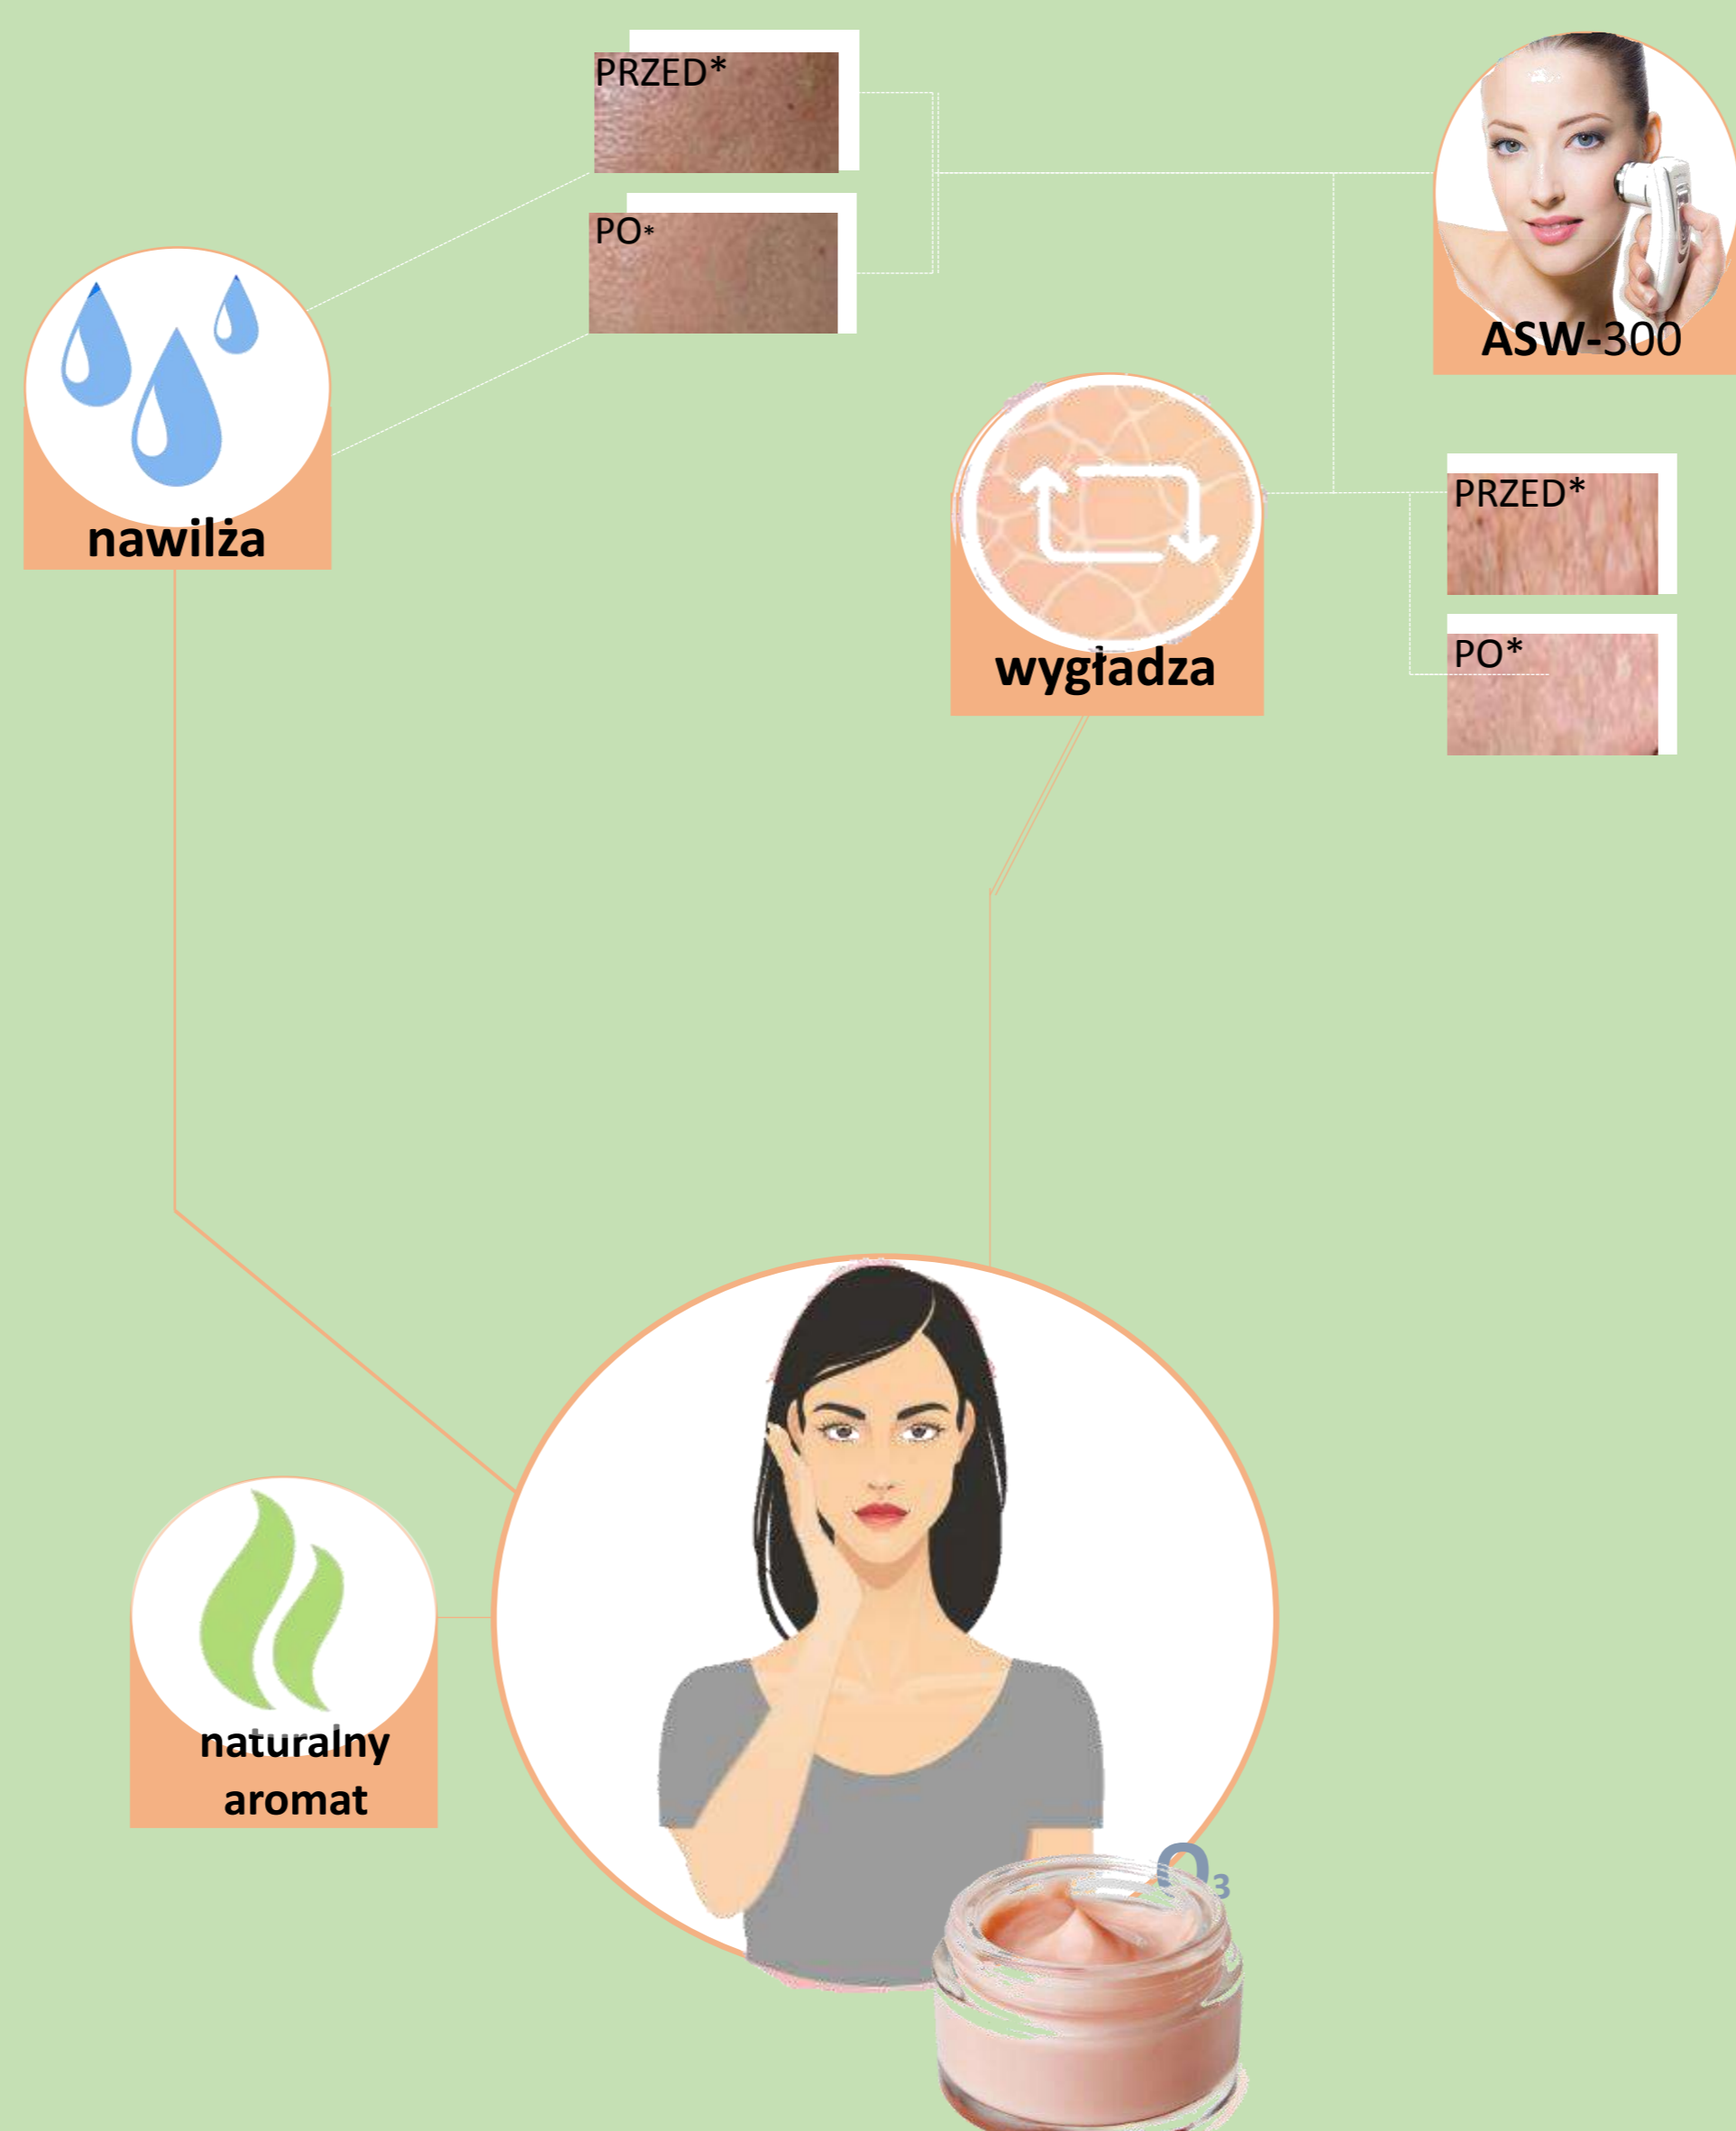 PRZED*
PO*
ASW-300
nawilża
wygładza
PRZED*
PO*
naturalny
aromat
O₃